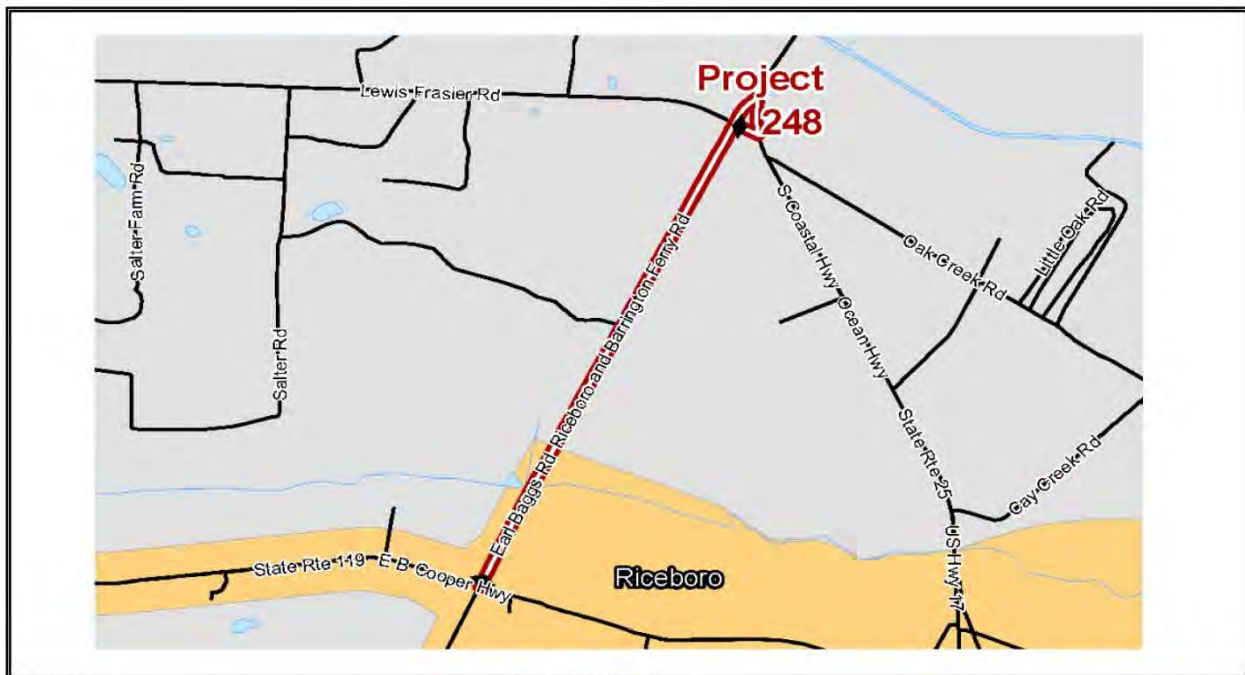 Project
248
Lewis Frasier Rd
Salter Farm Rd
Salter Rd
Earl Baggs Rd Riceboro and Barrington Ferry Rd
S Coastal Hwy Ocean Hwy
Oak Creek Rd
Little Oak Rd
State Rte 25
Cay Creek Rd
US Hwy 17
State Rte 119 E B Cooper Hwy
Riceboro